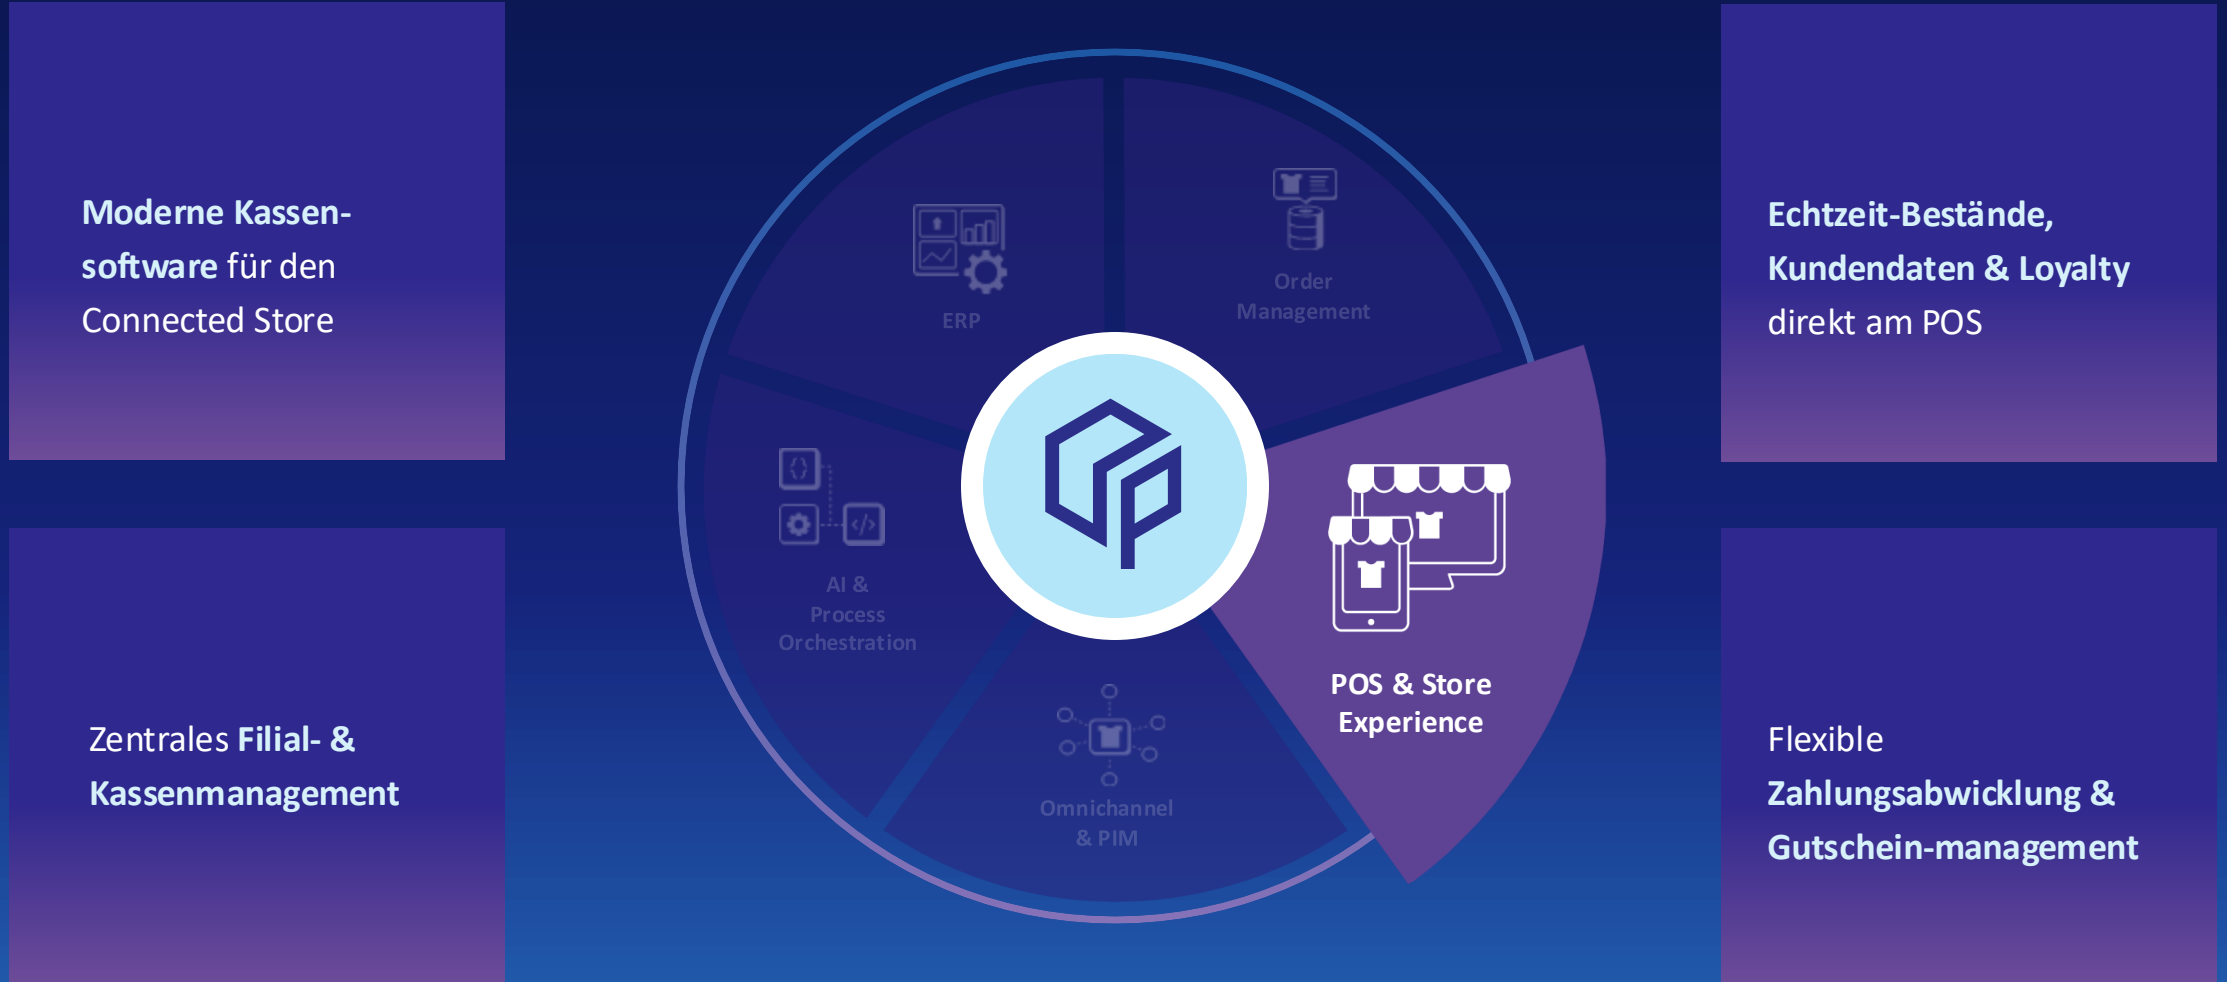 Moderne Kassen-
software für den
Connected Store
Zentrales Filial- &
Kassenmanagement
ERP
Order
Management
AI &
Process
Orchestration
POS & Store
Experience
Omnichannel
& PIM
Echtzeit-Bestände,
Kundendaten & Loyalty
direkt am POS
Flexible
Zahlungsabwicklung &
Gutschein-management